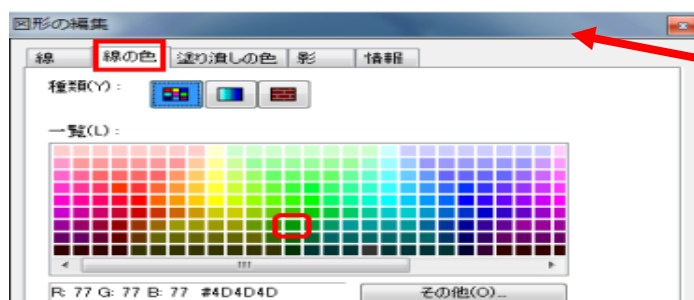 図形の編集
線 線の色 塗り潰しの色 影 情報
種類(Y):
一覧(L):
R: 77 G: 77 B: 77 #4D4D4D その他(O)...